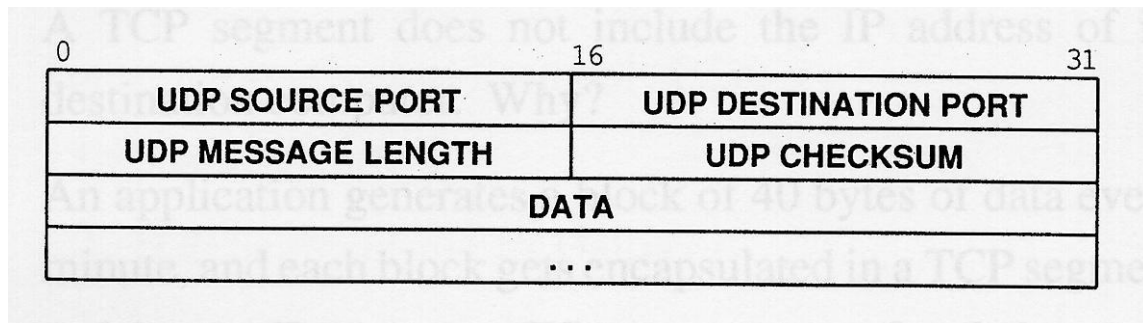 A TCP segment does not include the IP address of
0 16 31
destination Why?
UDP SOURCE PORT UDP DESTINATION PORT
UDP MESSAGE LENGTH UDP CHECKSUM
An application generates a block of 40 bytes of data
DATA
minute, and each block gets encapsulated in a TCP
...